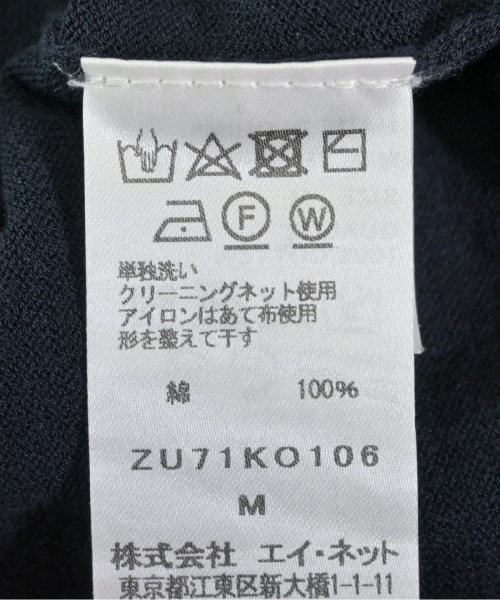 F W
単独洗い
クリーニングネット使用
アイロンはあて布使用
形を整えて干す
綿 100%
ZU71KO106
M
株式会社 エイ・ネット
東京都江東区新大橋1-1-11